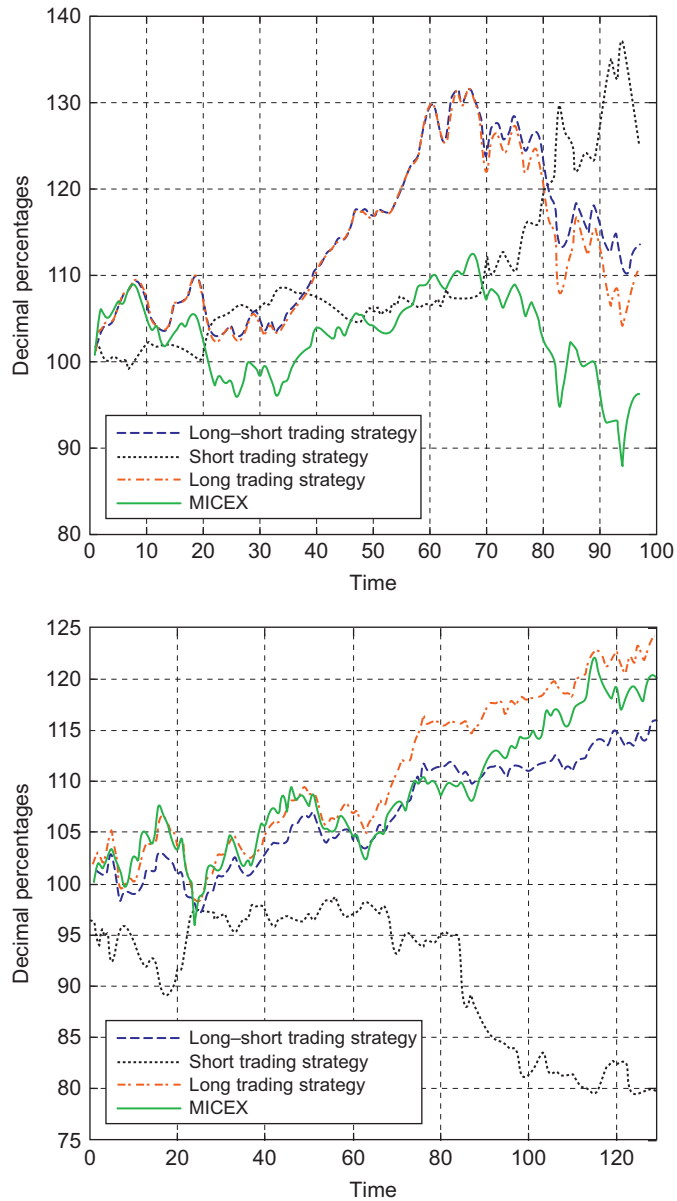 140
130
120
110
100
90
80
Decimal percentages
Long–short trading strategy
Short trading strategy
Long trading strategy
MICEX
0 10 20 30 40 50 60 70 80 90 100
Time
125
120
115
110
105
100
95
90
85
80
75
Decimal percentages
Long–short trading strategy
Short trading strategy
Long trading strategy
MICEX
0 20 40 60 80 100 120
Time